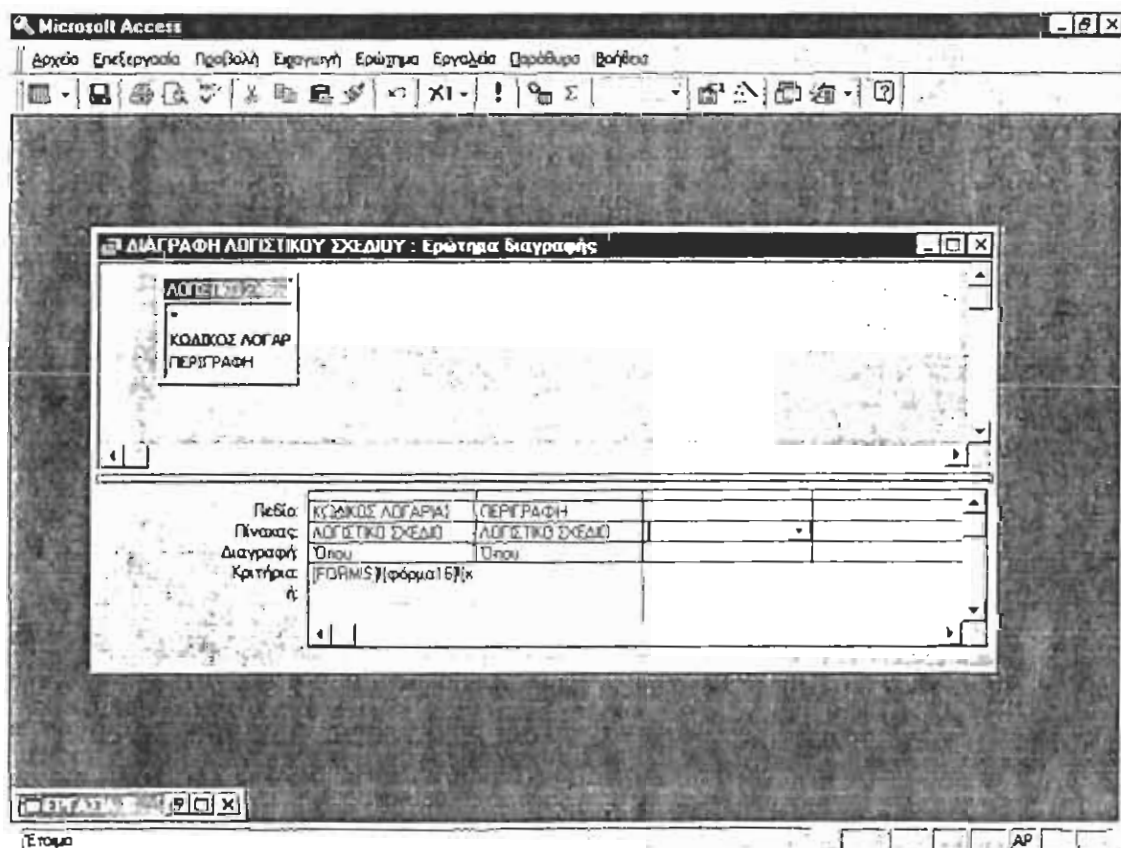 Microsoft Access
Αρχείο Επεξεργασία Προβολή Εισαγωγή Ερώτημα Εργαλεία Παράθυρο Βοήθεια
ΔΙΑΓΡΑΦΗ ΛΟΓΙΣΤΙΚΟΥ ΣΧΕΔΙΟΥ : Ερώτημα διαγραφής
*
ΚΩΔΙΚΟΣ ΛΟΓΑΡ
ΠΕΡΙΓΡΑΦΗ
Πεδίο: ΚΩΔΙΚΟΣ ΛΟΓΑΡΙΑΣ ΠΕΡΙΓΡΑΦΗ
Πίνακας: ΛΟΓΙΣΤΙΚΟ ΣΧΕΔΙΟ ΛΟΓΙΣΤΙΚΟ ΣΧΕΔΙΟ
Διαγραφή: Όπου Όπου
Κριτήρια: [FORMS]![φόρμα16]![κ
ή:
ΕΡΓΑΣΙΑ
Έτοιμο
ΑΡ